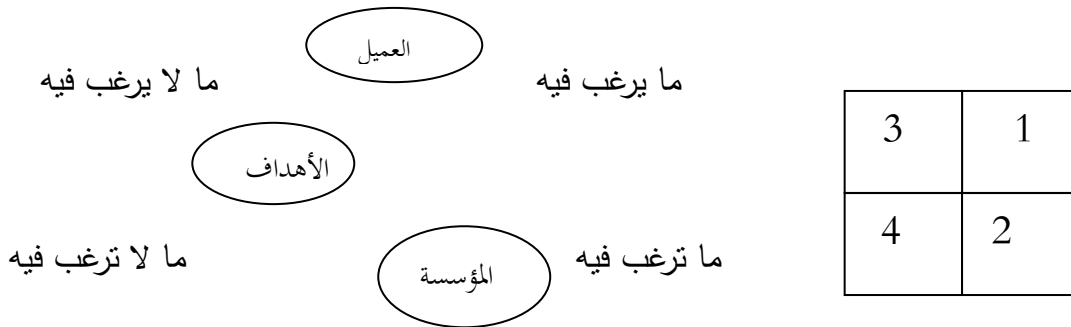 العميل
ما يرغب فيه
ما لا يرغب فيه
1
3
الأهداف
2
4
ما ترغب فيه
المؤسسة
ما لا ترغب فيه